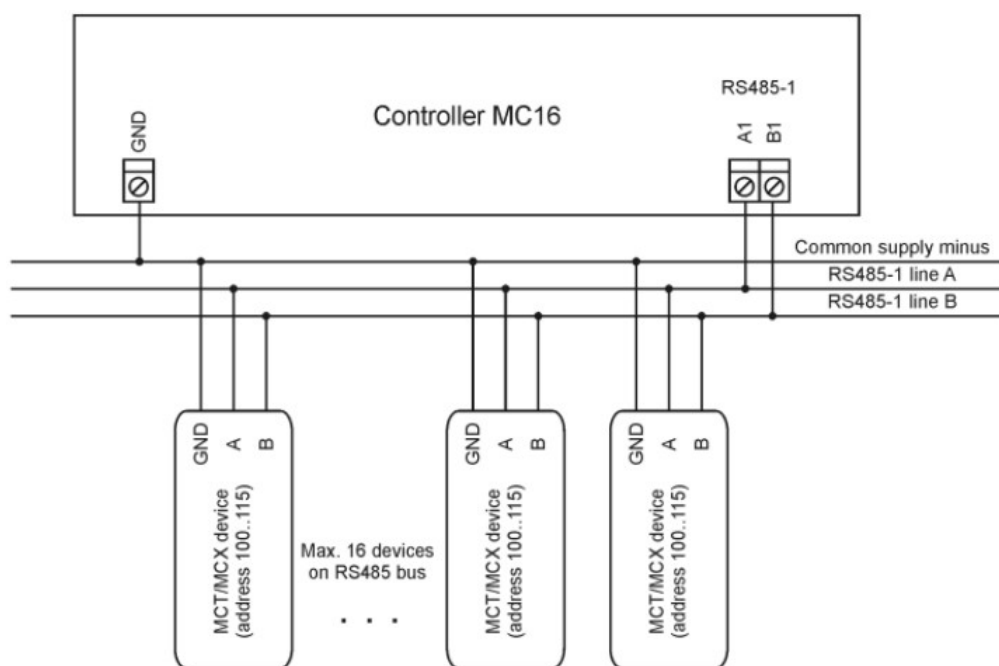 RS485-1
Controller MC16
GND
A1
B1
Common supply minus
RS485-1 line A
RS485-1 line B
GND
A
B
MCT/MCX device
(address 100..115)
Max. 16 devices
on RS485 bus
. . .
GND
A
B
MCT/MCX device
(address 100..115)
GND
A
B
MCT/MCX device
(address 100..115)